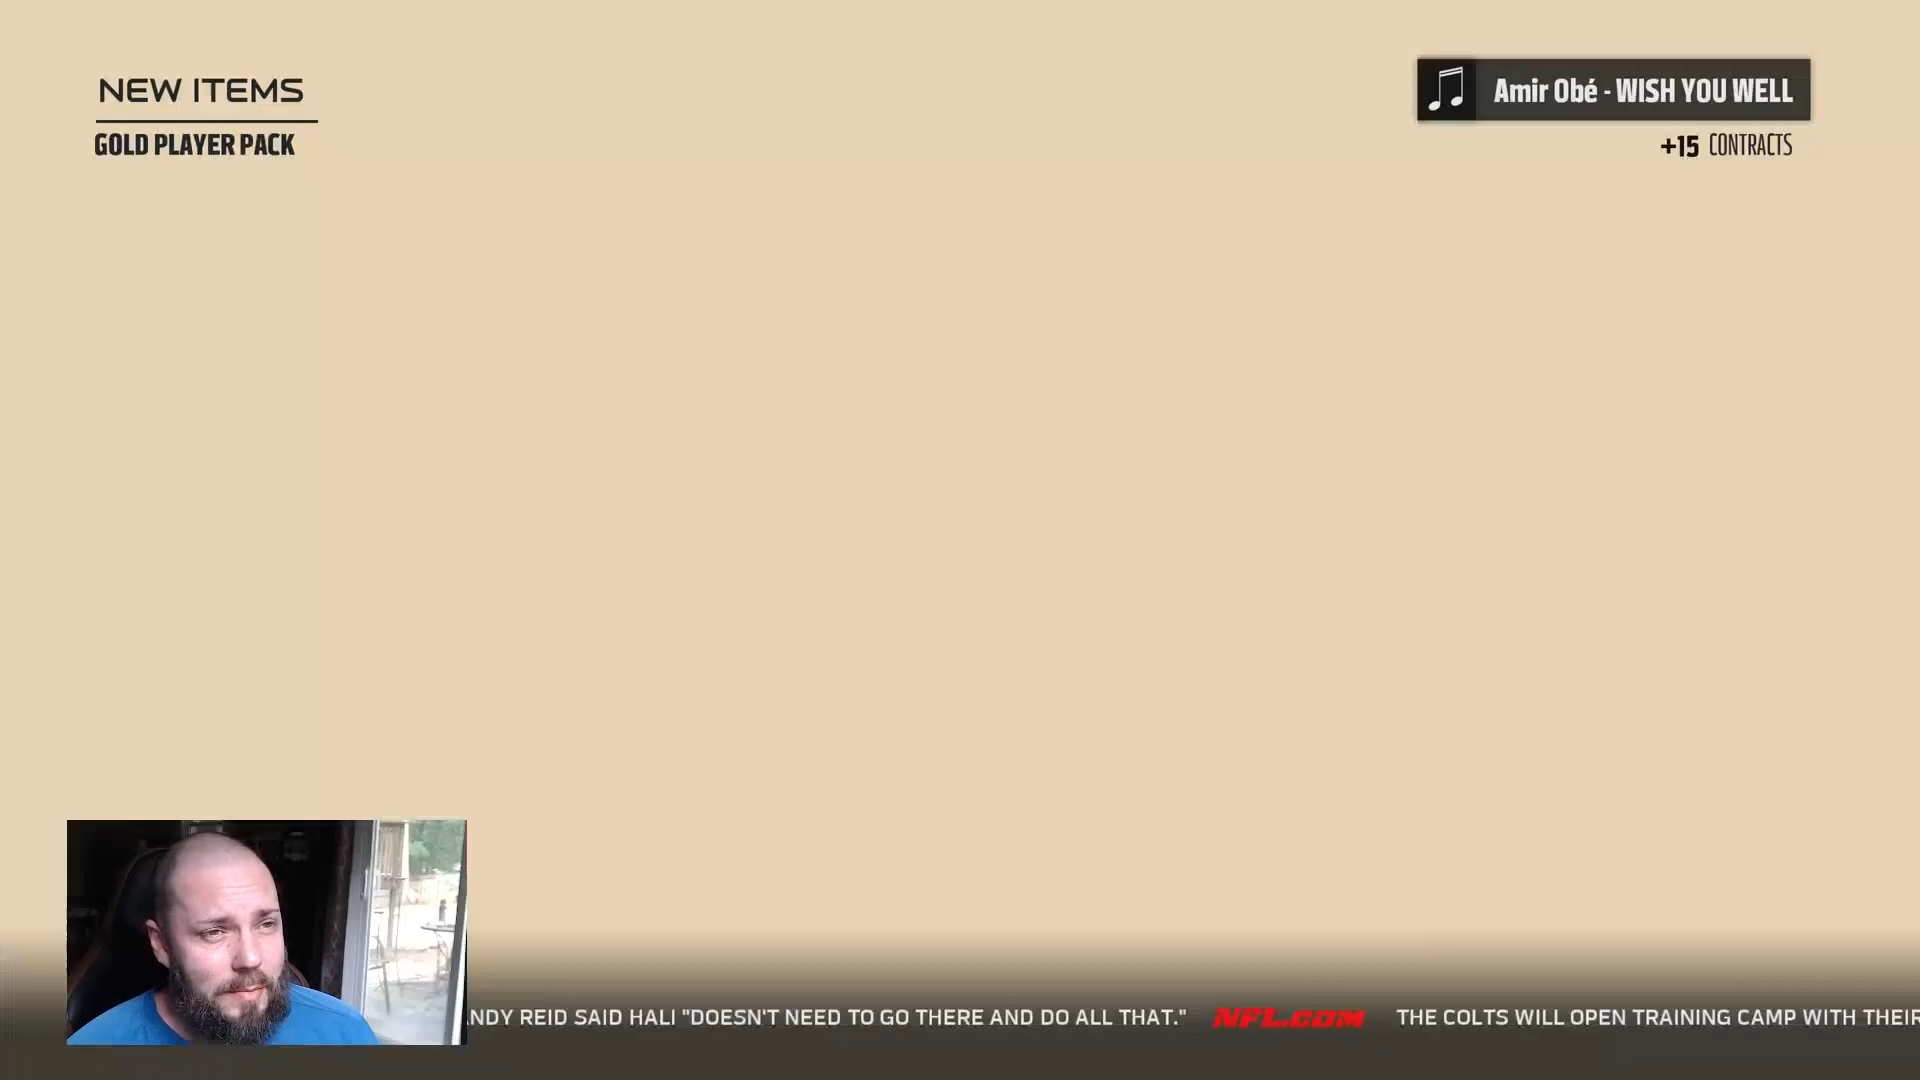 NEW ITEMS
GOLD PLAYER PACK
Amir Obé - WISH YOU WELL
+15 CONTRACTS
ANDY REID SAID HALI "DOESN'T NEED TO GO THERE AND DO ALL THAT." NFL.COM THE COLTS WILL OPEN TRAINING CAMP WITH THEIR